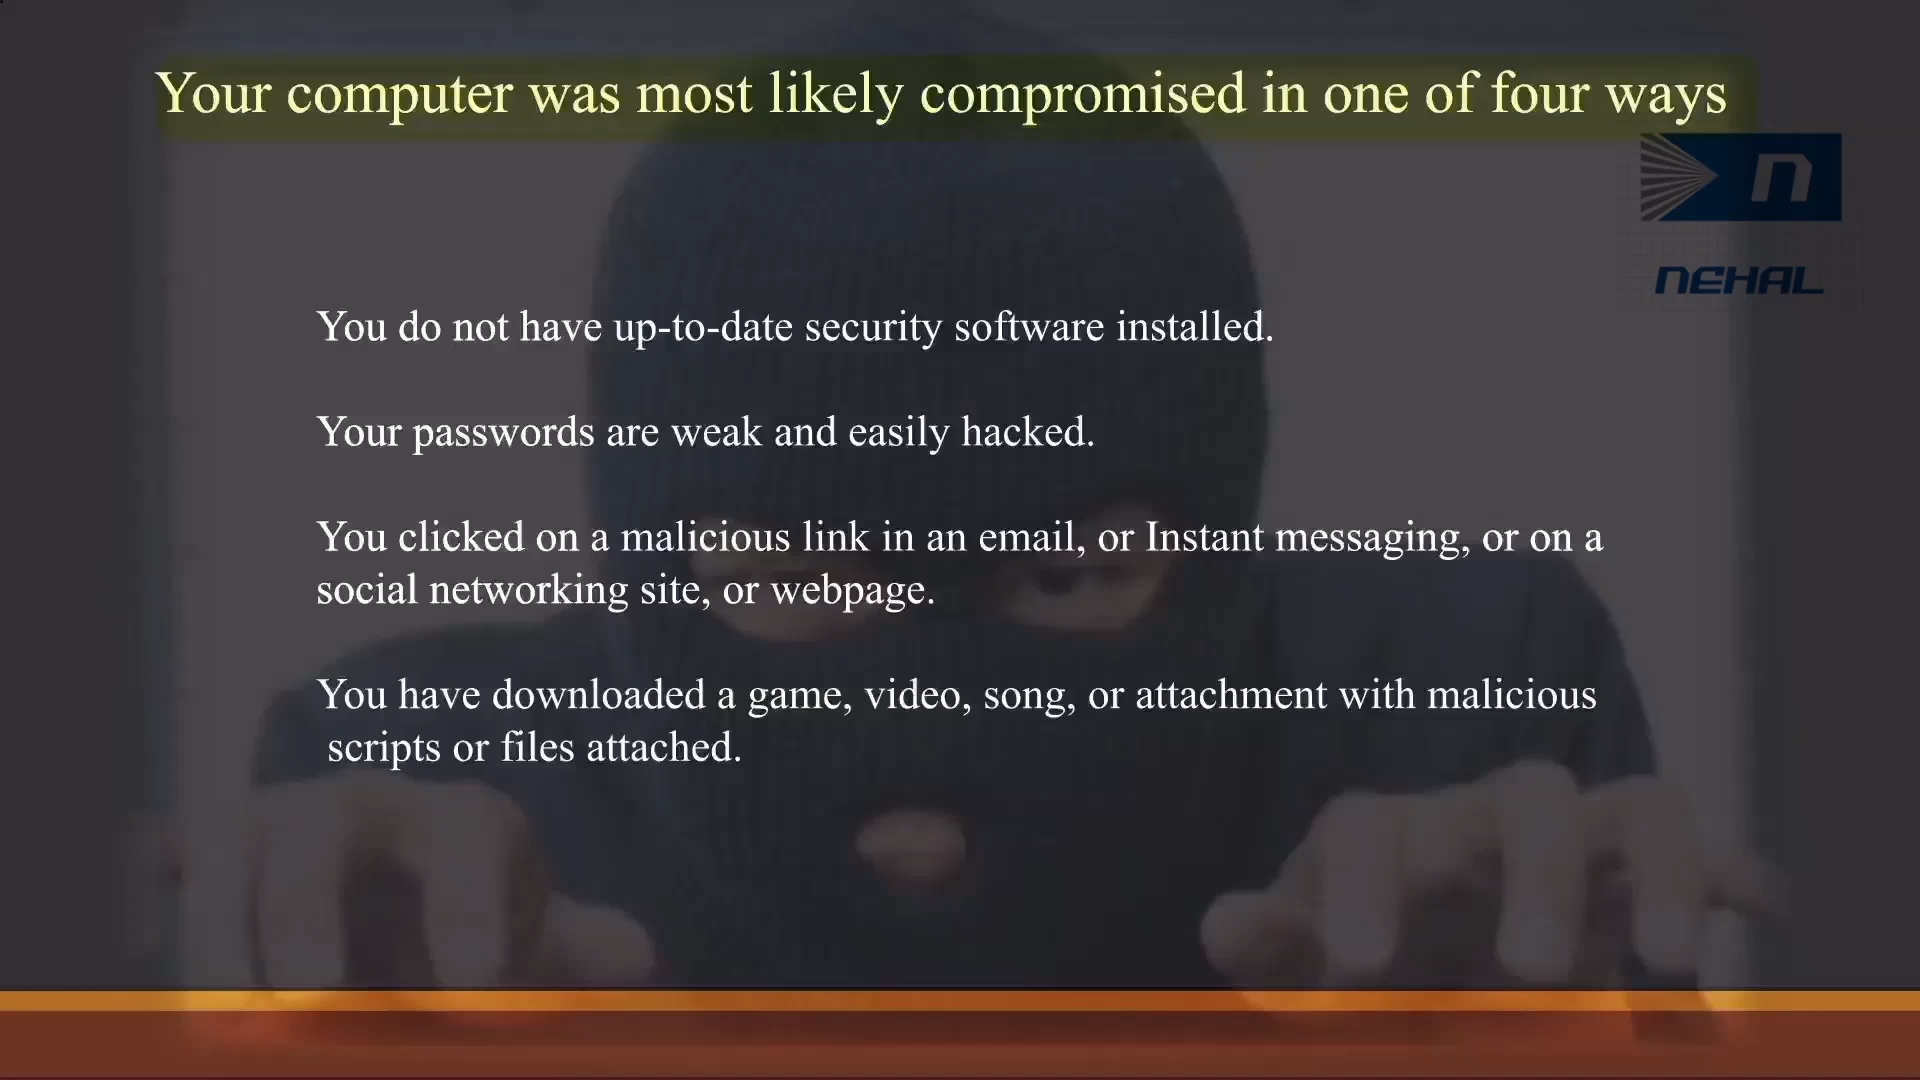 Your computer was most likely compromised in one of four ways
n
NEHAL
You do not have up-to-date security software installed.
Your passwords are weak and easily hacked.
You clicked on a malicious link in an email, or Instant messaging, or on a
social networking site, or webpage.
You have downloaded a game, video, song, or attachment with malicious
scripts or files attached.